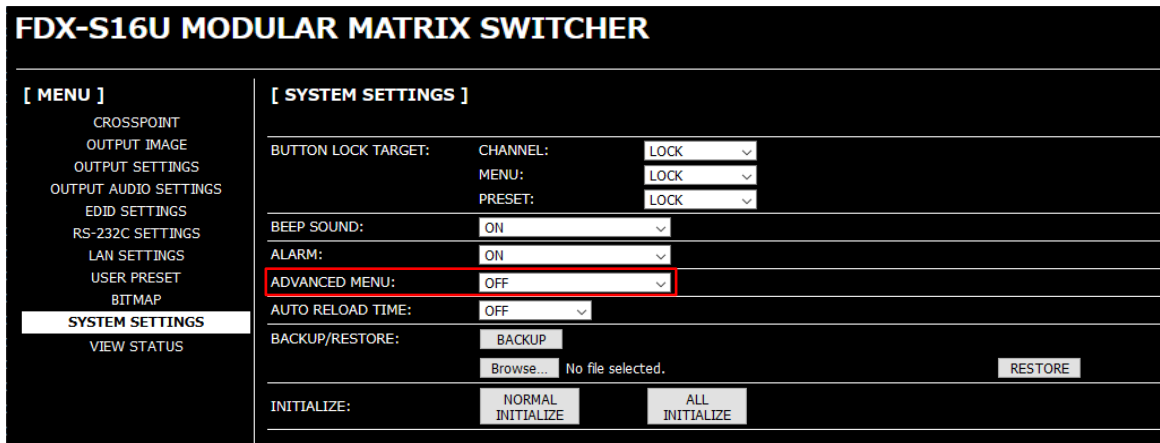 FDX-S16U MODULAR MATRIX SWITCHER
[ MENU ]
CROSSPOINT
OUTPUT IMAGE
OUTPUT SETTINGS
OUTPUT AUDIO SETTINGS
EDID SETTINGS
RS-232C SETTINGS
LAN SETTINGS
USER PRESET
BITMAP
SYSTEM SETTINGS
VIEW STATUS
[ SYSTEM SETTINGS ]
BUTTON LOCK TARGET: CHANNEL: LOCK
MENU: LOCK
PRESET: LOCK
BEEP SOUND: ON
ALARM: ON
ADVANCED MENU: OFF
AUTO RELOAD TIME: OFF
BACKUP/RESTORE: BACKUP
Browse... No file selected. RESTORE
INITIALIZE: NORMAL INITIALIZE ALL INITIALIZE